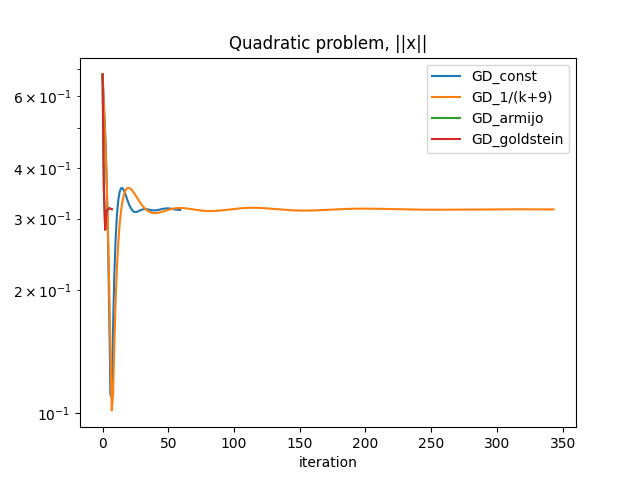 Quadratic problem, ||x||
GD_const
GD_1/(k+9)
GD_armijo
GD_goldstein
6 × 10⁻¹
4 × 10⁻¹
3 × 10⁻¹
2 × 10⁻¹
10⁻¹
0 50 100 150 200 250 300 350
iteration